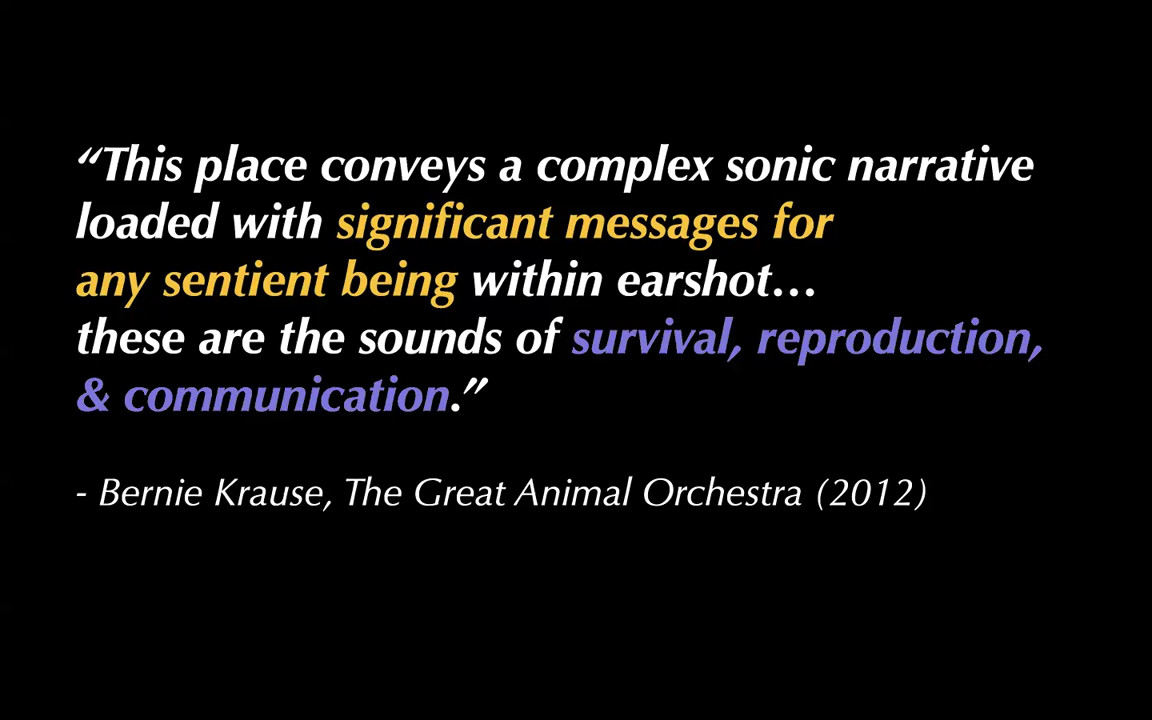 “This place conveys a complex sonic narrative
loaded with significant messages for
any sentient being within earshot…
these are the sounds of survival, reproduction,
& communication.”
- Bernie Krause, The Great Animal Orchestra (2012)